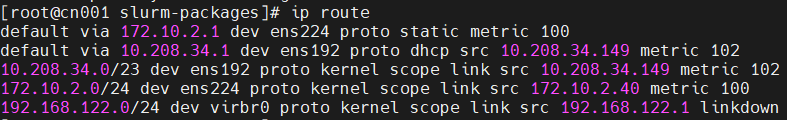 [root@cn001 slurm-packages]# ip route
default via 172.10.2.1 dev ens224 proto static metric 100
default via 10.208.34.1 dev ens192 proto dhcp src 10.208.34.149 metric 102
10.208.34.0/23 dev ens192 proto kernel scope link src 10.208.34.149 metric 102
172.10.2.0/24 dev ens224 proto kernel scope link src 172.10.2.40 metric 100
192.168.122.0/24 dev virbr0 proto kernel scope link src 192.168.122.1 linkdown